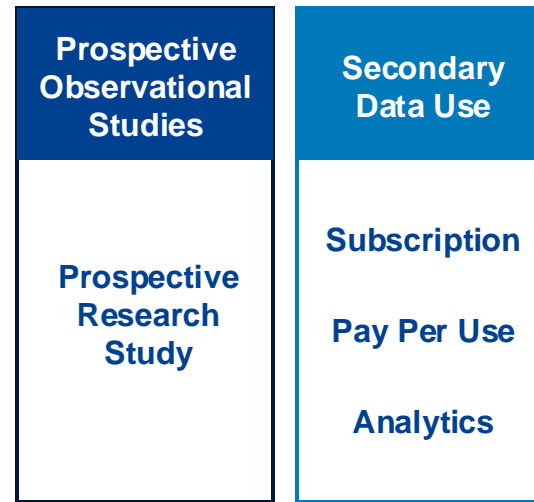 Prospective
Observational
Studies
Prospective
Research
Study
Secondary
Data Use
Subscription
Pay Per Use
Analytics